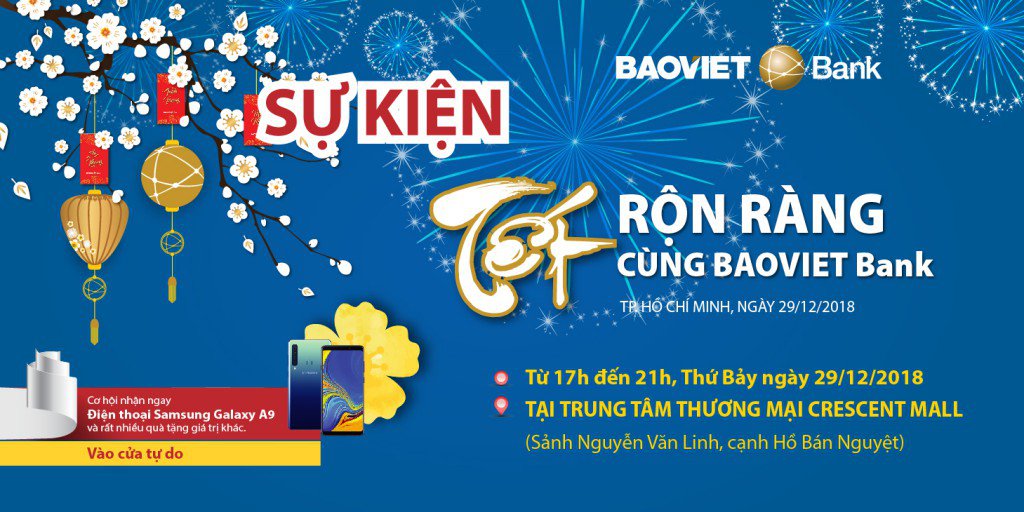 BAOVIET Bank
SỰ KIỆN
Tết
RỘN RÀNG
CÙNG BAOVIET Bank
TP. HỒ CHÍ MINH, NGÀY 29/12/2018
Từ 17h đến 21h, Thứ Bảy ngày 29/12/2018
TẠI TRUNG TÂM THƯƠNG MẠI CRESCENT MALL
(Sảnh Nguyễn Văn Linh, cạnh Hồ Bán Nguyệt)
Cơ hội nhận ngay
Điện thoại Samsung Galaxy A9
và rất nhiều quà tặng giá trị khác.
Vào cửa tự do